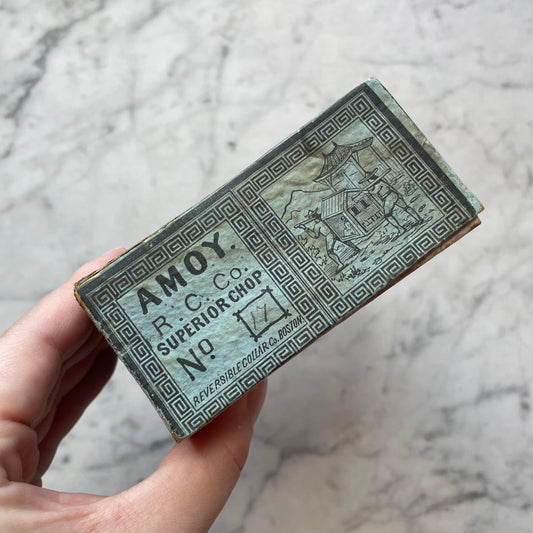 AMOY.
R. C. Co.
SUPERIOR CHOP
No 17
REVERSIBLE COLLAR Co. BOSTON.